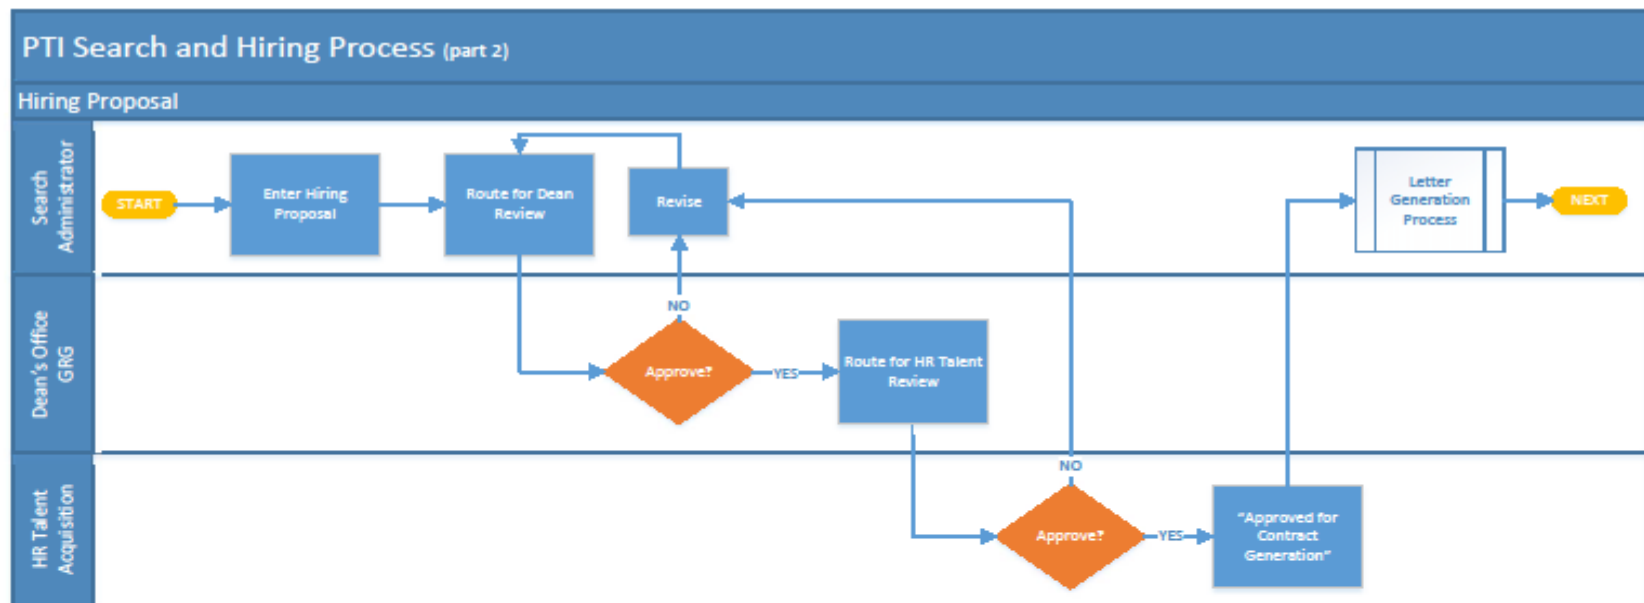 PTI Search and Hiring Process (part 2)
Hiring Proposal
Search
Administrator
START
Enter Hiring
Proposal
Route for Dean
Review
Revise
Letter
Generation
Process
NEXT
Dean's Office
GRG
NO
Approve?
YES
Route for HR Talent
Review
HR Talent
Acquisition
NO
Approve?
YES
"Approved for
Contract
Generation"